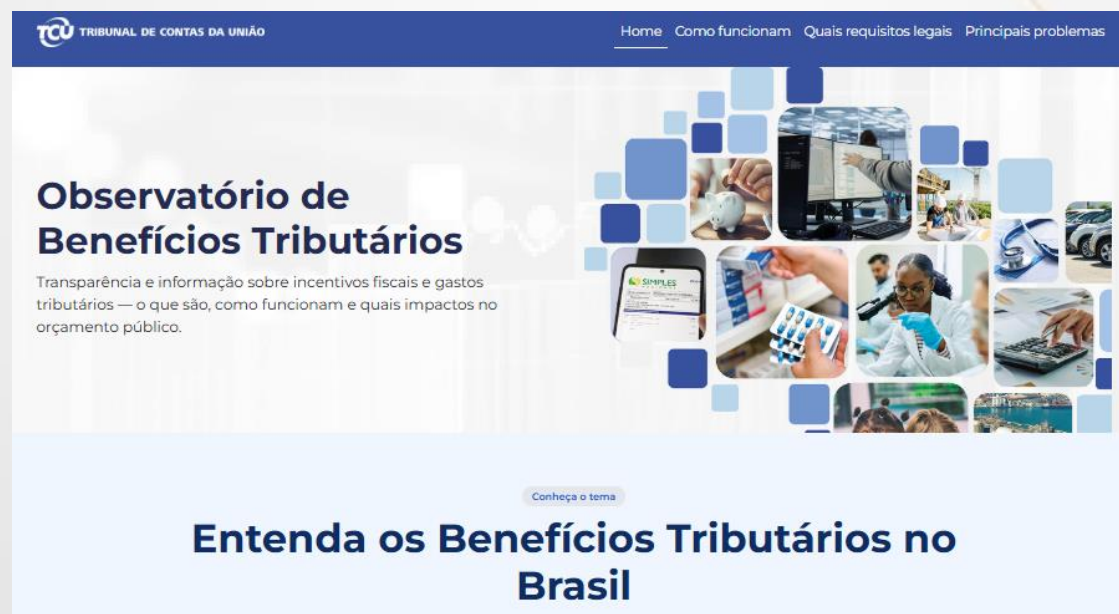 TCU TRIBUNAL DE CONTAS DA UNIÃO
Home Como funcionam Quais requisitos legais Principais problemas
Observatório de
Benefícios Tributários
Transparência e informação sobre incentivos fiscais e gastos
tributários — o que são, como funcionam e quais impactos no
orçamento público.
SIMPLES
Conheça o tema
Entenda os Benefícios Tributários no
Brasil